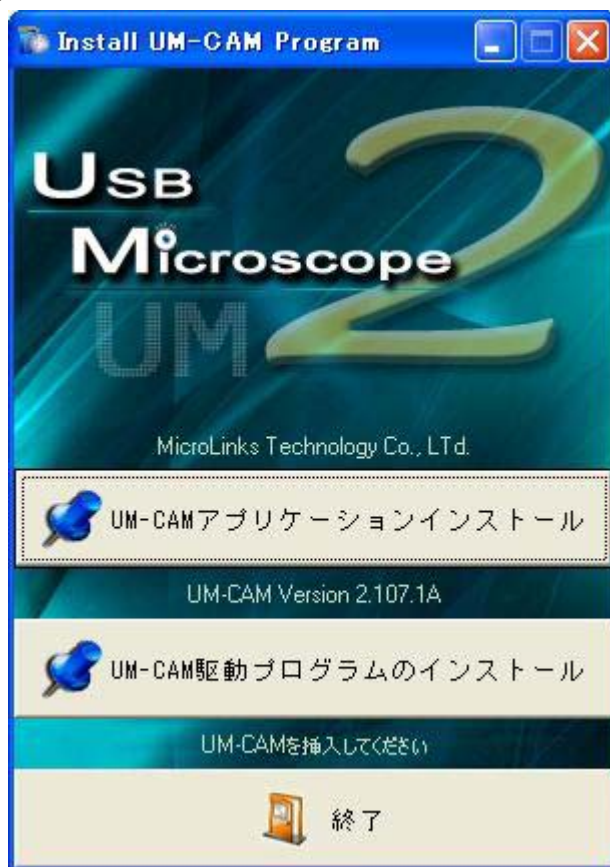 Install UM-CAM Program
USB
Microscope
2
UM
MicroLinks Technology Co., LTd.
UM-CAMアプリケーションインストール
UM-CAM Version 2.107.1A
UM-CAM駆動プログラムのインストール
UM-CAMを挿入してください
終了